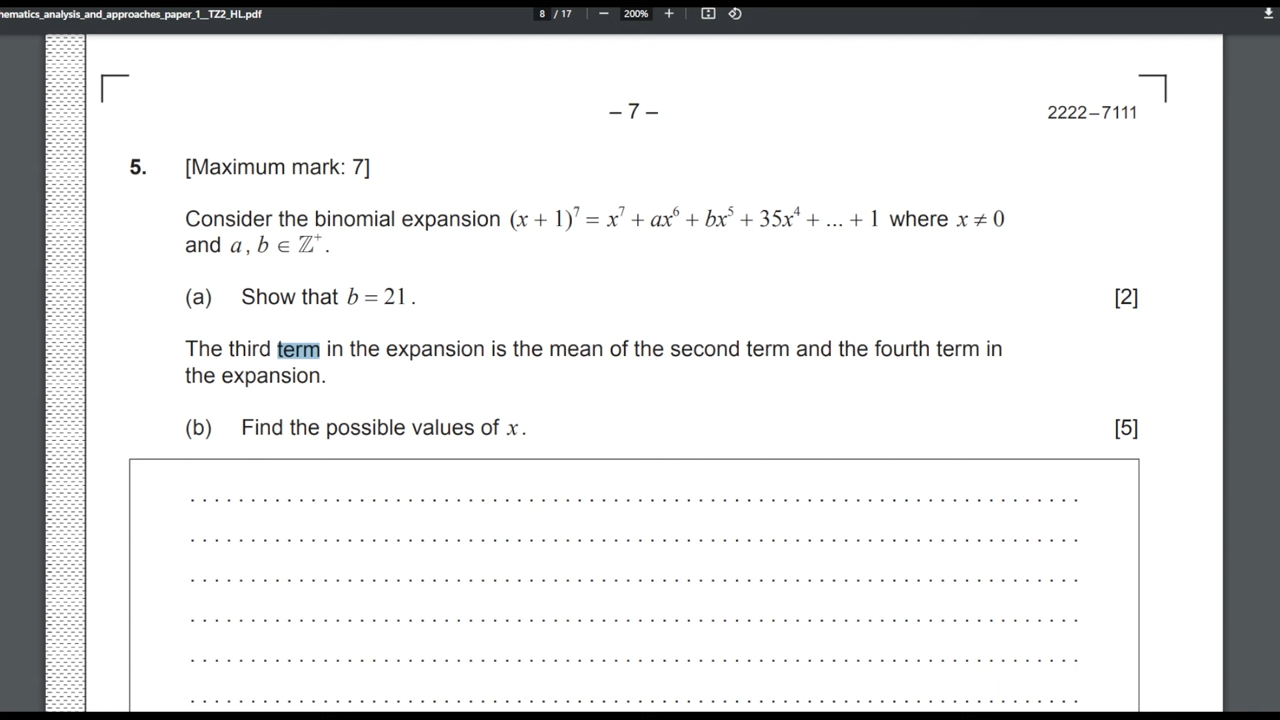 hematics_analysis_and_approaches_paper_1__TZ2_HL.pdf 8 / 17 − 200% +
– 7 – 2222–7111
5. [Maximum mark: 7]
Consider the binomial expansion (x + 1)⁷ = x⁷ + ax⁶ + bx⁵ + 35x⁴ + ... + 1 where x ≠ 0
and a, b ∈ ℤ⁺.
(a) Show that b = 21. [2]
The third term in the expansion is the mean of the second term and the fourth term in
the expansion.
(b) Find the possible values of x. [5]